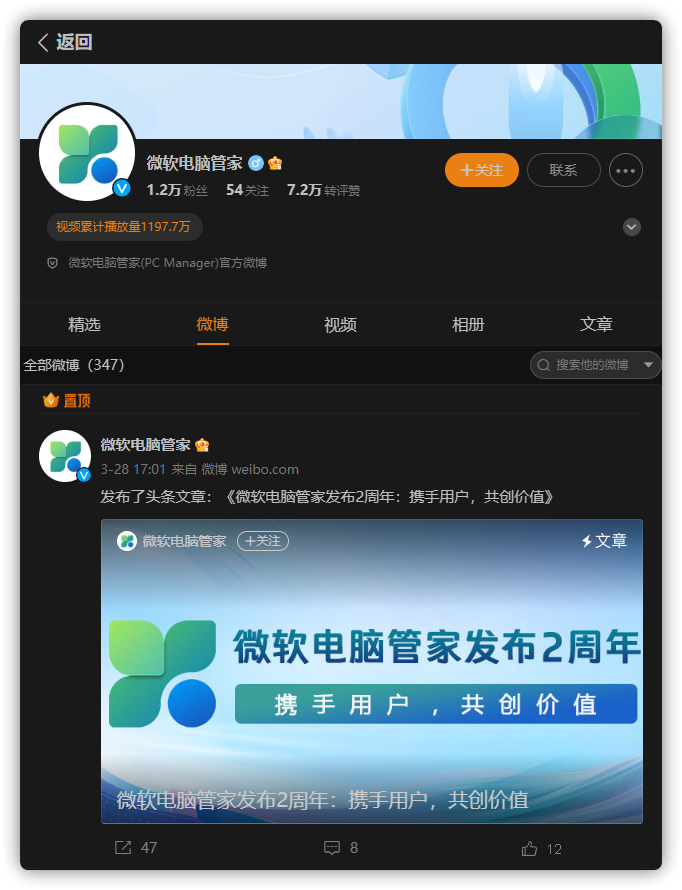 返回
微软电脑管家
+关注
联系
1.2万粉丝 54关注 7.2万转评赞
视频累计播放量1197.7万
微软电脑管家(PC Manager)官方微博
精选 微博 视频 相册 文章
全部微博（347）
搜索他的微博
置顶
微软电脑管家
3-28 17:01 来自 微博 weibo.com
发布了头条文章：《微软电脑管家发布2周年：携手用户，共创价值》
微软电脑管家 +关注
文章
微软电脑管家发布2周年
携手用户，共创价值
微软电脑管家发布2周年：携手用户，共创价值
47 8 12